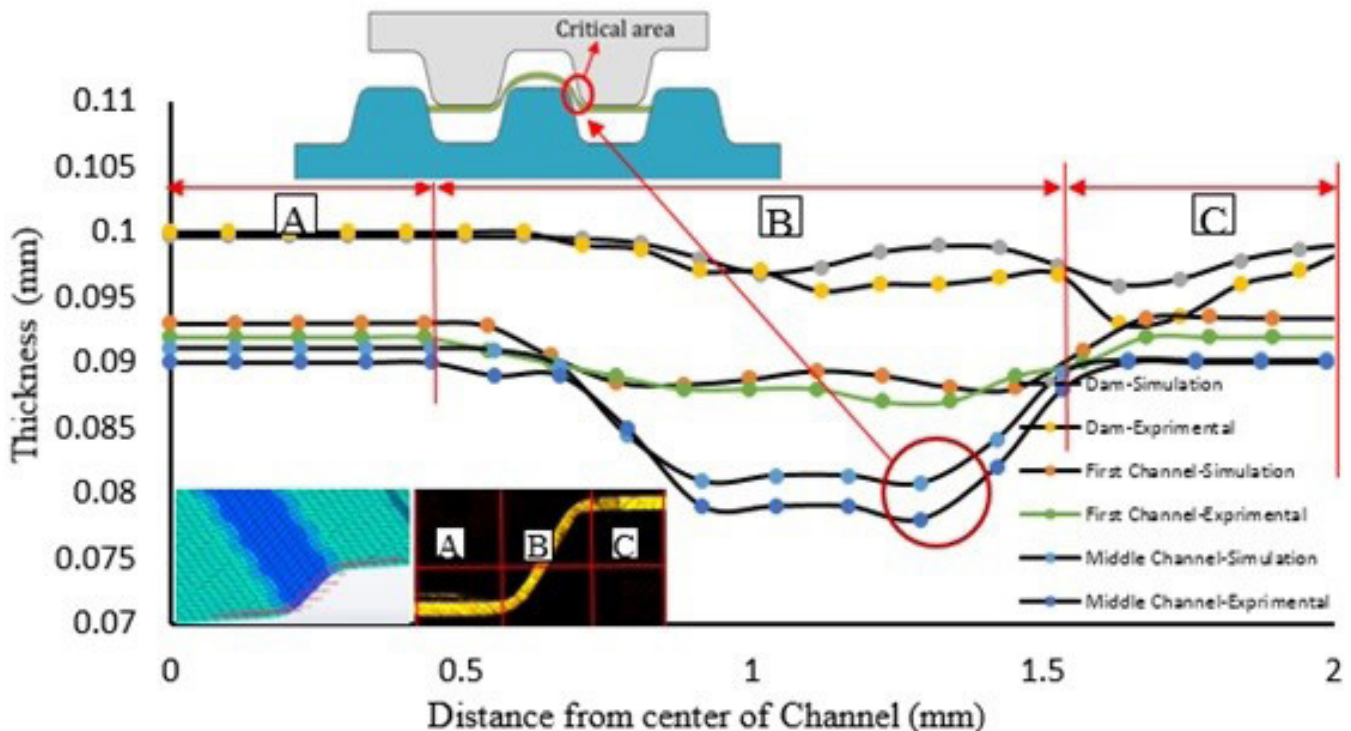 Critical area
0.11
0.105
0.1
0.095
0.09
0.085
0.08
0.075
0.07
Thickness (mm)
A
B
C
A
B
C
Dam-Simulation
Dam-Exprimental
First Channel-Simulation
First Channel-Exprimental
Middle Channel-Simulation
Middle Channel-Exprimental
0
0.5
1
1.5
2
Distance from center of Channel (mm)